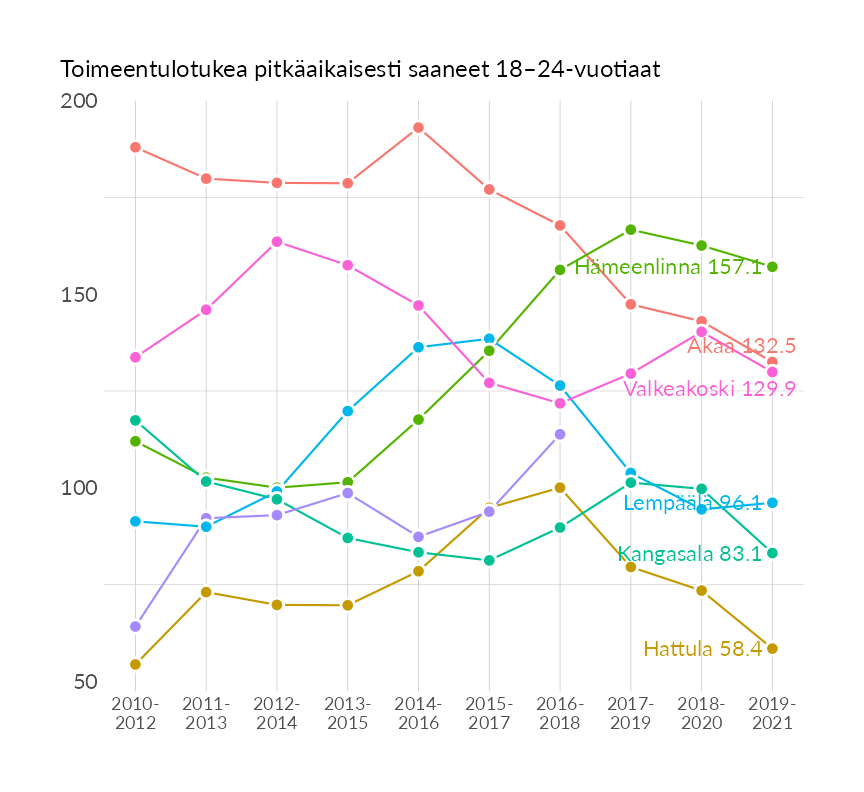 Toimeentulotukea pitkäaikaisesti saaneet 18–24-vuotiaat
200
150
100
50
Hämeenlinna 157.1
Akaa 132.5
Valkeakoski 129.9
Lempäälä 96.1
Kangasala 83.1
Hattula 58.4
2010- 2011- 2012- 2013- 2014- 2015- 2016- 2017- 2018- 2019-
2012 2013 2014 2015 2016 2017 2018 2019 2020 2021